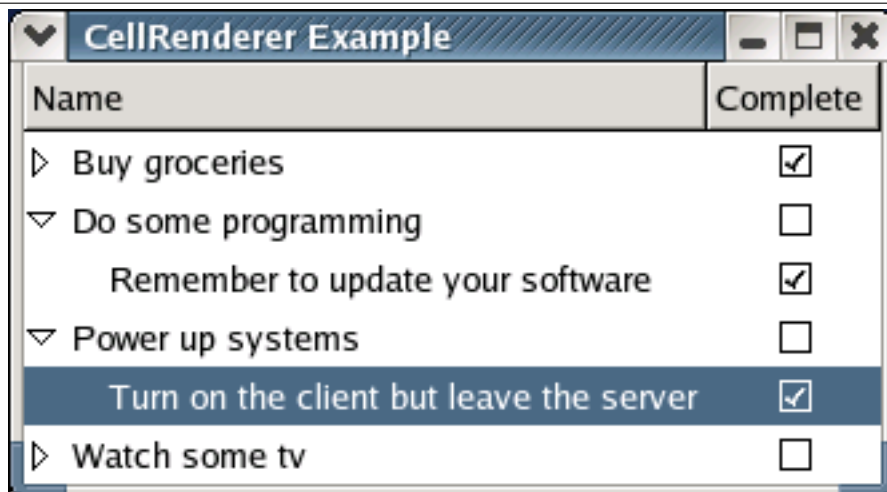 CellRenderer Example
Name Complete
Buy groceries
Do some programming
Remember to update your software
Power up systems
Turn on the client but leave the server
Watch some tv